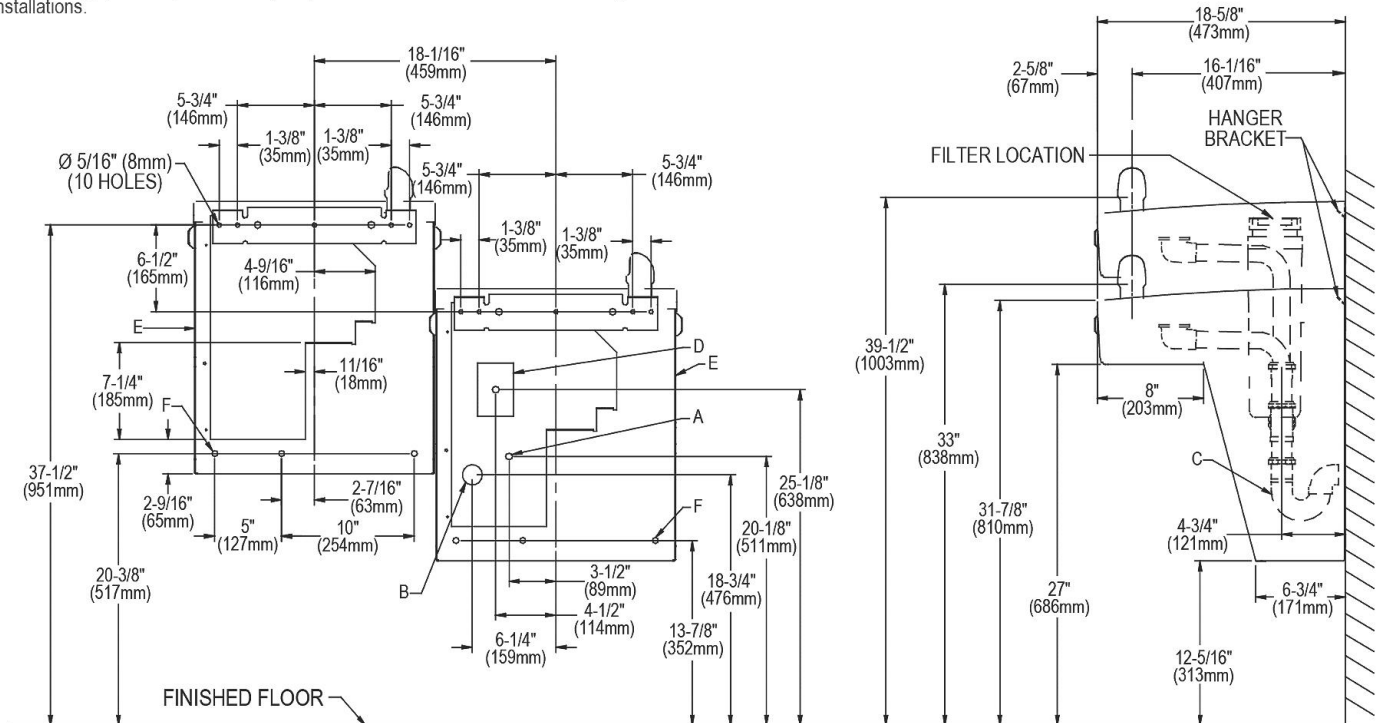 nstallations.
18-1/16"
(459mm)
5-3/4"
(146mm)
5-3/4"
(146mm)
1-3/8"
(35mm)
1-3/8"
(35mm)
Ø 5/16" (8mm)
(10 HOLES)
5-3/4"
(146mm)
5-3/4"
(146mm)
1-3/8"
(35mm)
1-3/8"
(35mm)
6-1/2"
(165mm)
4-9/16"
(116mm)
E
11/16"
(18mm)
7-1/4"
(185mm)
F
D
E
A
37-1/2"
(951mm)
2-9/16"
(65mm)
2-7/16"
(63mm)
5"
(127mm)
10"
(254mm)
20-3/8"
(517mm)
B
F
25-1/8"
(638mm)
20-1/8"
(511mm)
18-3/4"
(476mm)
3-1/2"
(89mm)
4-1/2"
(114mm)
6-1/4"
(159mm)
13-7/8"
(352mm)
FINISHED FLOOR
18-5/8"
(473mm)
2-5/8"
(67mm)
16-1/16"
(407mm)
HANGER
BRACKET
FILTER LOCATION
39-1/2"
(1003mm)
8"
(203mm)
33"
(838mm)
C
31-7/8"
(810mm)
4-3/4"
(121mm)
27"
(686mm)
6-3/4"
(171mm)
12-5/16"
(313mm)